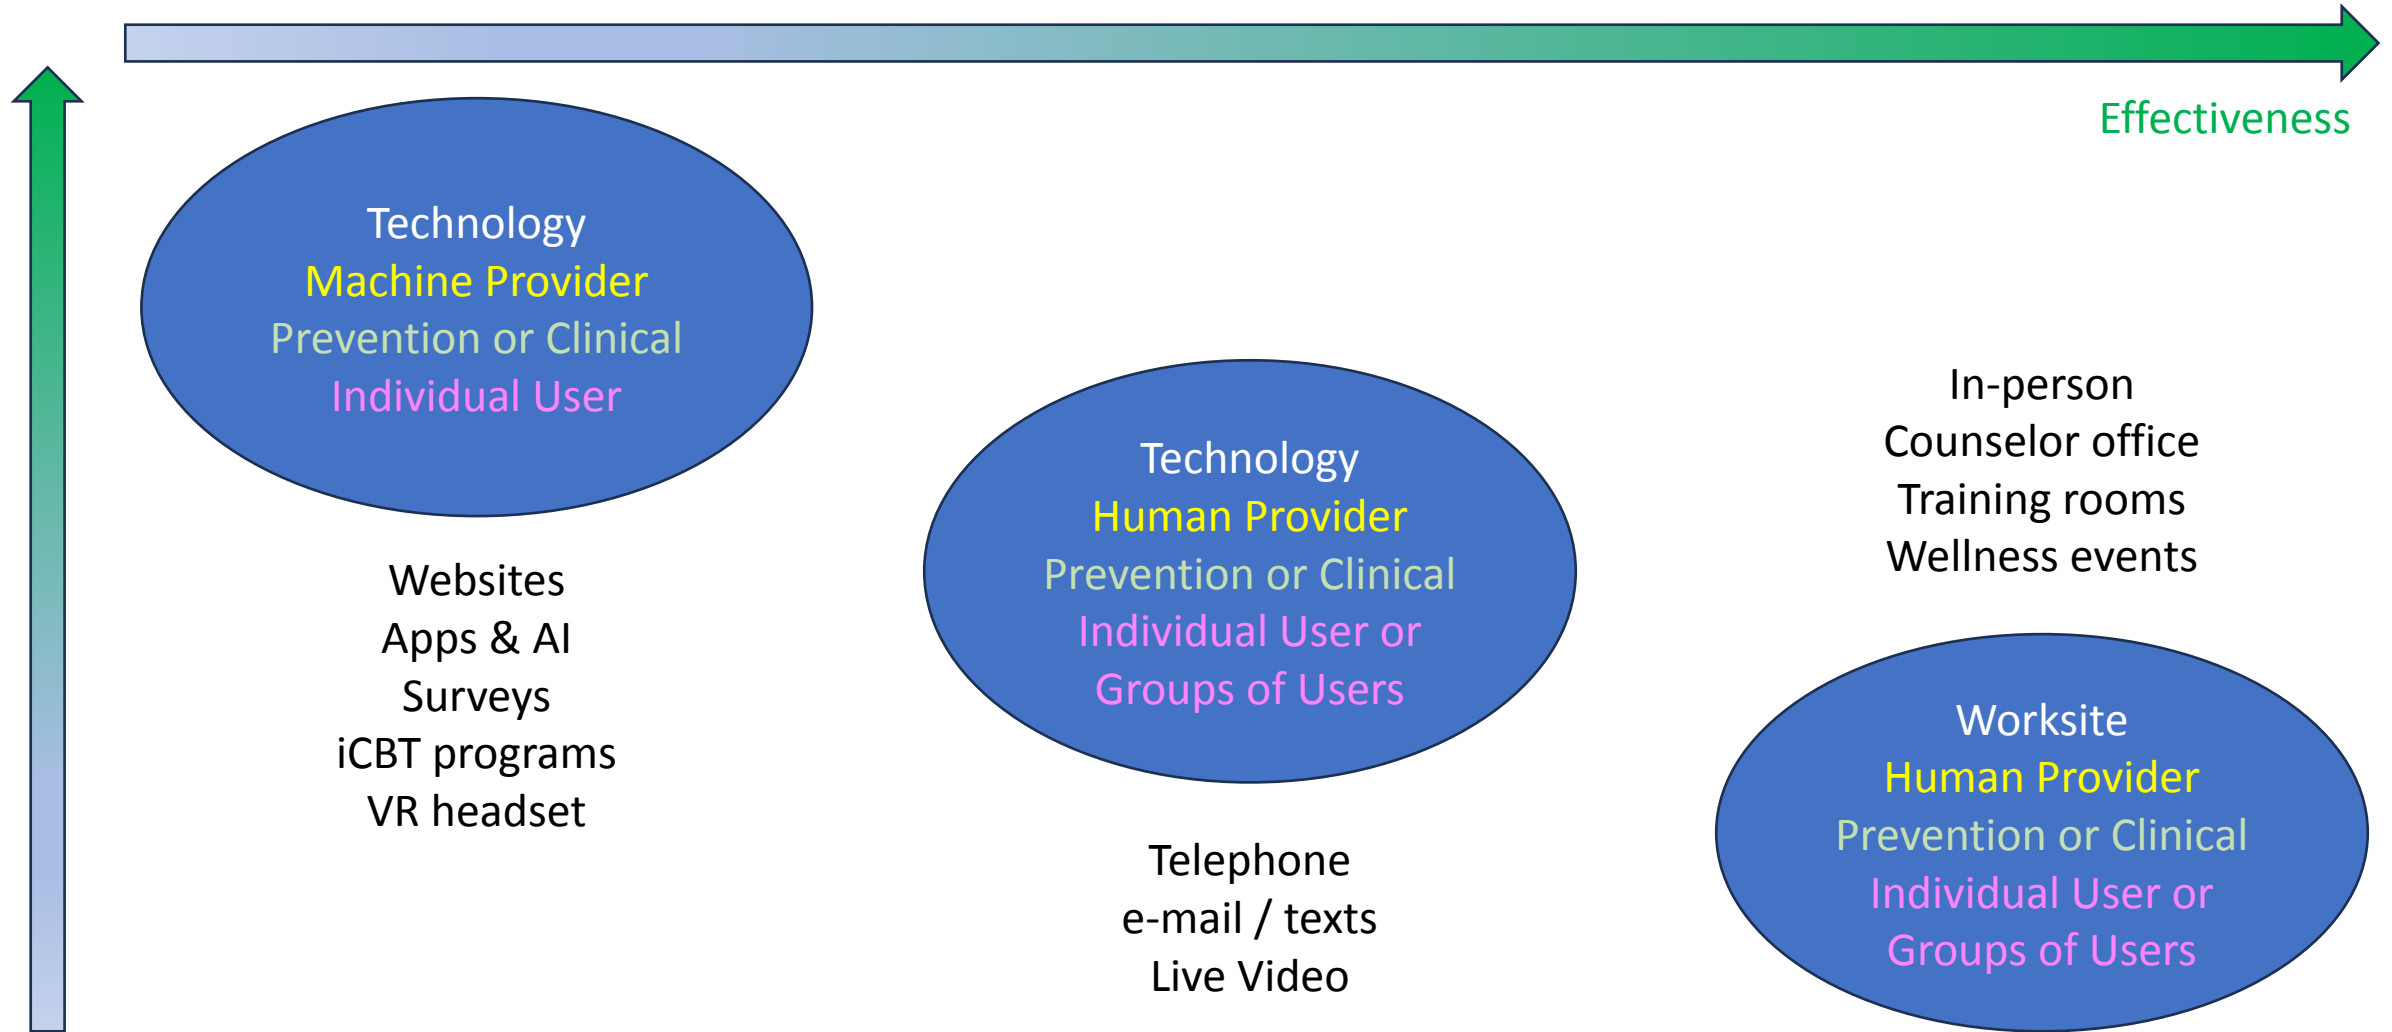 Effectiveness
Technology
Machine Provider
Prevention or Clinical
Individual User
Websites
Apps & AI
Surveys
iCBT programs
VR headset
Technology
Human Provider
Prevention or Clinical
Individual User or
Groups of Users
Telephone
e-mail / texts
Live Video
In-person
Counselor office
Training rooms
Wellness events
Worksite
Human Provider
Prevention or Clinical
Individual User or
Groups of Users